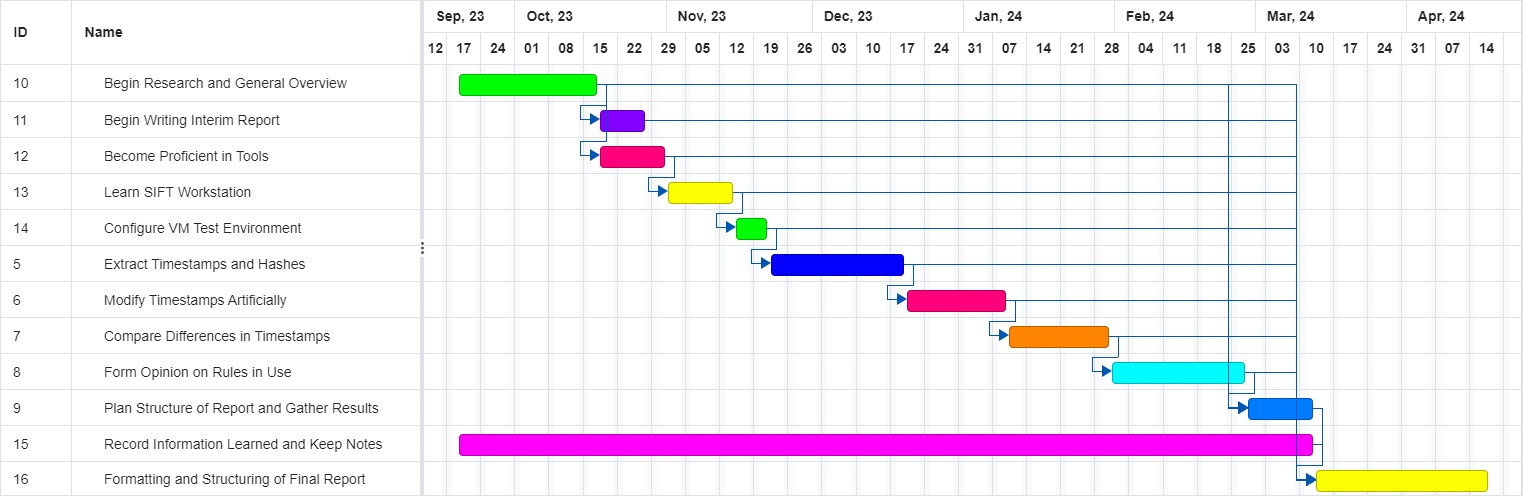 ID Name Sep, 23 Oct, 23 Nov, 23 Dec, 23 Jan, 24 Feb, 24 Mar, 24 Apr, 24
12 17 24 01 08 15 22 29 05 12 19 26 03 10 17 24 31 07 14 21 28 04 11 18 25 03 10 17 24 31 07 14
10 Begin Research and General Overview
11 Begin Writing Interim Report
12 Become Proficient in Tools
13 Learn SIFT Workstation
14 Configure VM Test Environment
5 Extract Timestamps and Hashes
6 Modify Timestamps Artificially
7 Compare Differences in Timestamps
8 Form Opinion on Rules in Use
9 Plan Structure of Report and Gather Results
15 Record Information Learned and Keep Notes
16 Formatting and Structuring of Final Report